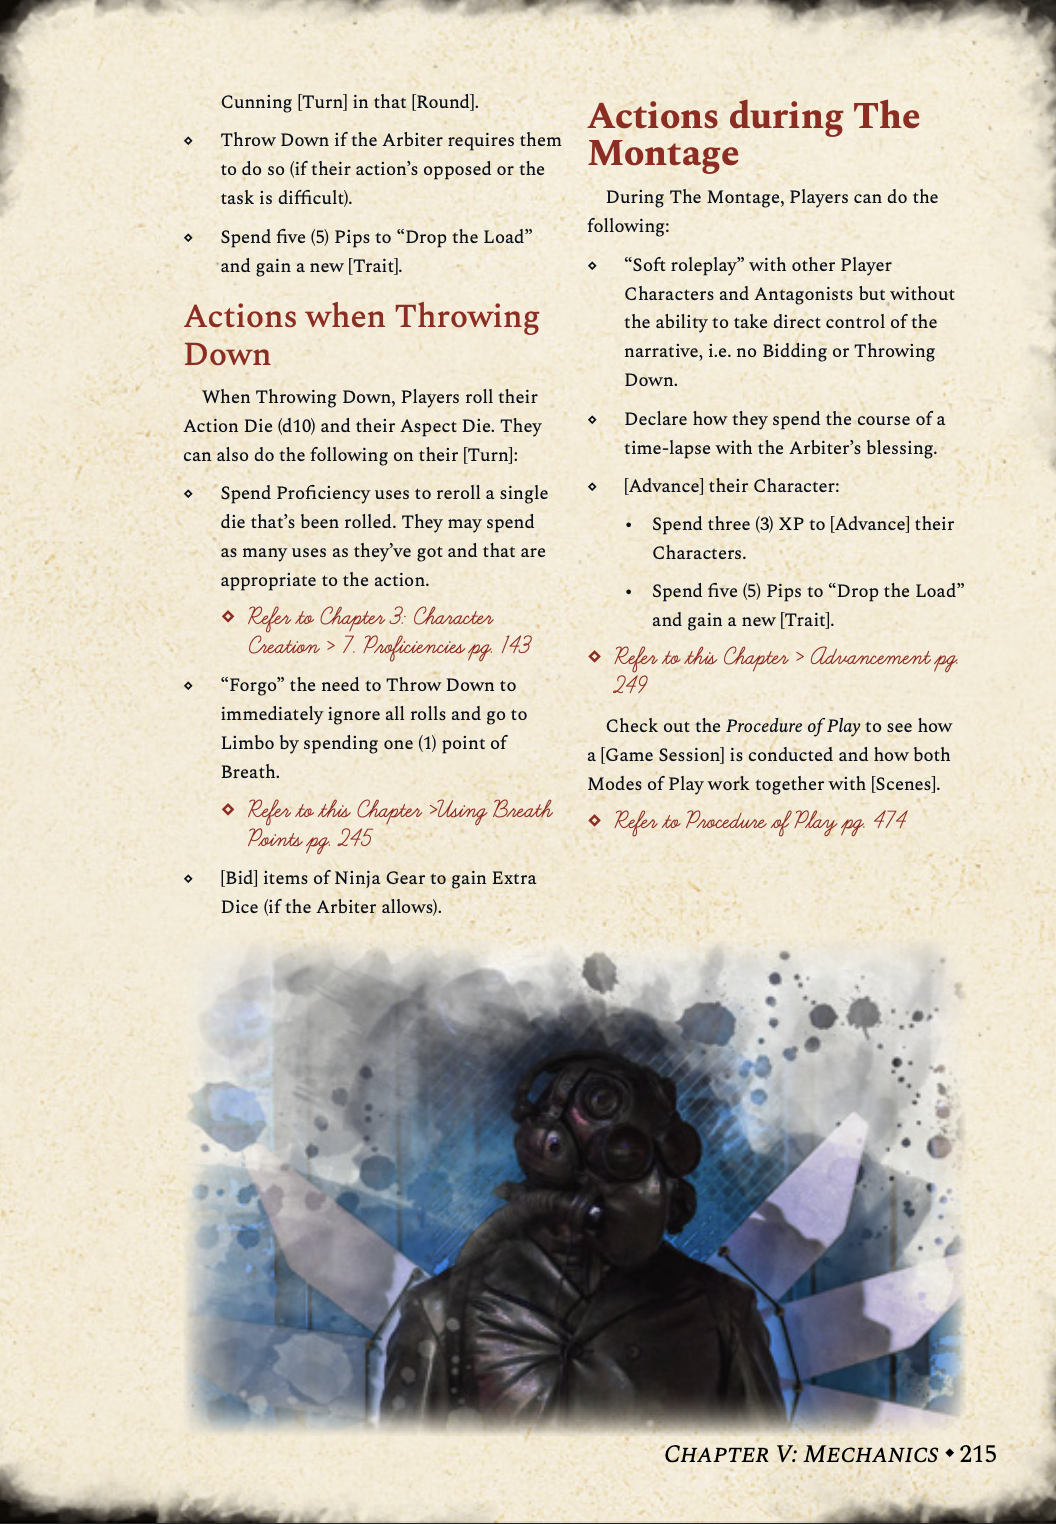 Cunning [Turn] in that [Round].
⋄ Throw Down if the Arbiter requires them
to do so (if their action's opposed or the
task is difficult).
⋄ Spend five (5) Pips to “Drop the Load”
and gain a new [Trait].
Actions when Throwing
Down
When Throwing Down, Players roll their
Action Die (d10) and their Aspect Die. They
can also do the following on their [Turn]:
⋄ Spend Proficiency uses to reroll a single
die that's been rolled. They may spend
as many uses as they've got and that are
appropriate to the action.
⋄ Refer to Chapter 3: Character
Creation > 7. Proficiencies pg. 143
⋄ “Forgo” the need to Throw Down to
immediately ignore all rolls and go to
Limbo by spending one (1) point of
Breath.
⋄ Refer to this Chapter >Using Breath
Points pg. 245
⋄ [Bid] items of Ninja Gear to gain Extra
Dice (if the Arbiter allows).
Actions during The
Montage
During The Montage, Players can do the
following:
⋄ “Soft roleplay” with other Player
Characters and Antagonists but without
the ability to take direct control of the
narrative, i.e. no Bidding or Throwing
Down.
⋄ Declare how they spend the course of a
time-lapse with the Arbiter's blessing.
⋄ [Advance] their Character:
• Spend three (3) XP to [Advance] their
Characters.
• Spend five (5) Pips to “Drop the Load”
and gain a new [Trait].
⋄ Refer to this Chapter > Advancement pg.
249
Check out the Procedure of Play to see how
a [Game Session] is conducted and how both
Modes of Play work together with [Scenes].
⋄ Refer to Procedure of Play pg. 474
CHAPTER V: MECHANICS ⬥ 215